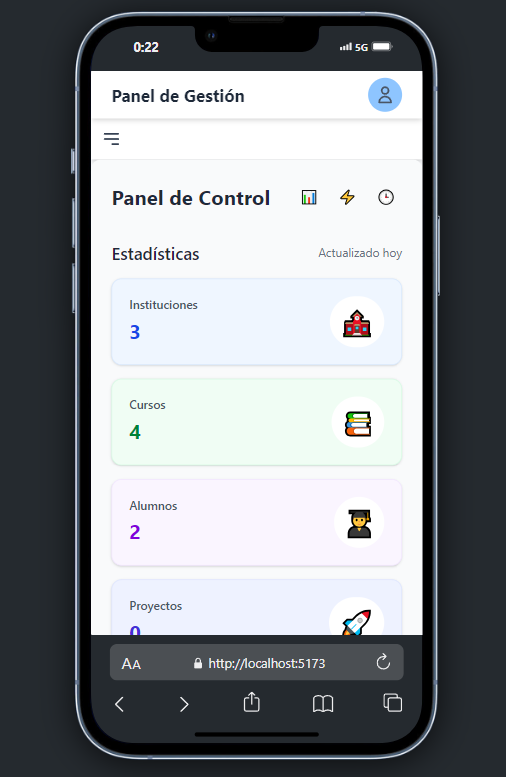 0:22 5G
Panel de Gestión
Panel de Control
Estadísticas Actualizado hoy
Instituciones
3
Cursos
4
Alumnos
2
Proyectos
0
AA http://localhost:5173